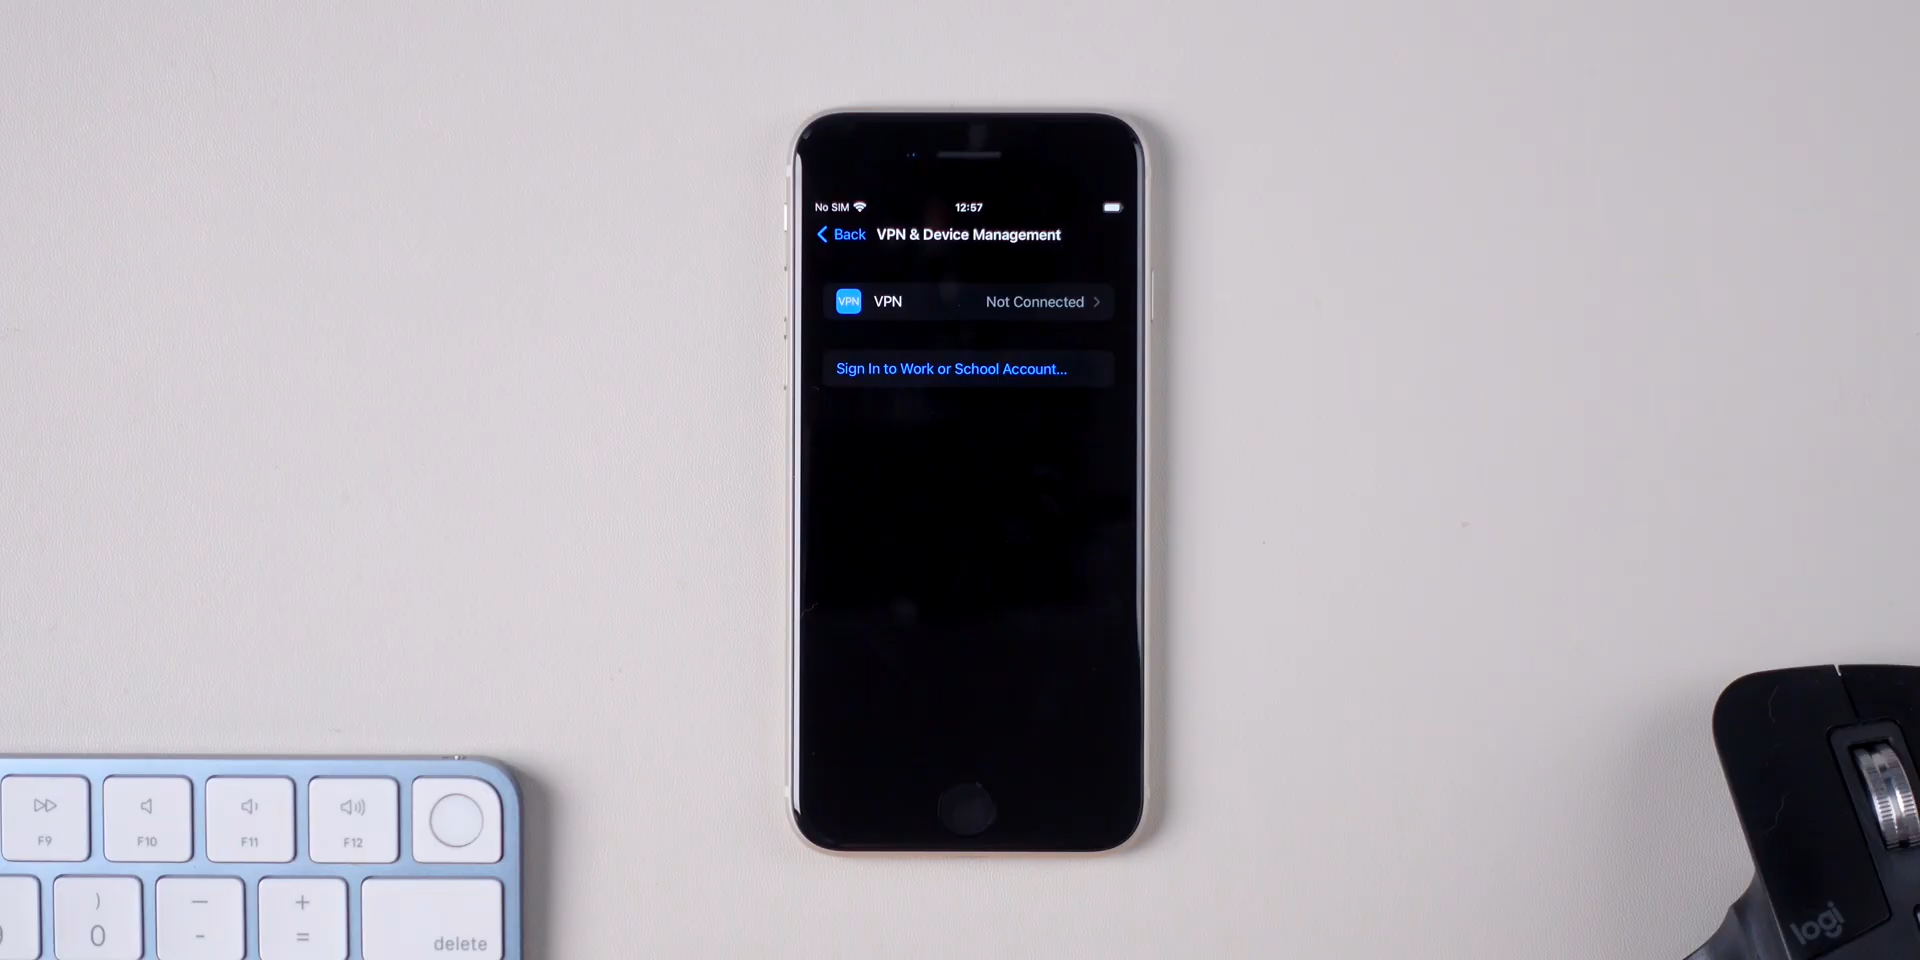 No SIM
12:57
Back
VPN & Device Management
VPN
VPN
Not Connected
Sign In to Work or School Account...
F9
F10
F11
F12
)
0
—
-
+
=
delete
logi